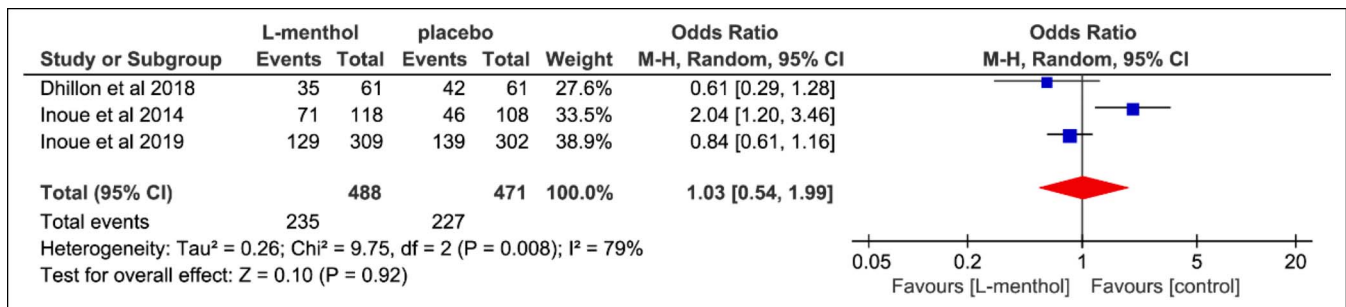 L-menthol placebo Odds Ratio Odds Ratio
Study or Subgroup Events Total Events Total Weight M-H, Random, 95% CI M-H, Random, 95% CI
Dhillon et al 2018 35 61 42 61 27.6% 0.61 [0.29, 1.28]
Inoue et al 2014 71 118 46 108 33.5% 2.04 [1.20, 3.46]
Inoue et al 2019 129 309 139 302 38.9% 0.84 [0.61, 1.16]
Total (95% CI) 488 471 100.0% 1.03 [0.54, 1.99]
Total events 235 227
Heterogeneity: Tau² = 0.26; Chi² = 9.75, df = 2 (P = 0.008); I² = 79%
Test for overall effect: Z = 0.10 (P = 0.92)
0.05 0.2 1 5 20
Favours [L-menthol] Favours [control]